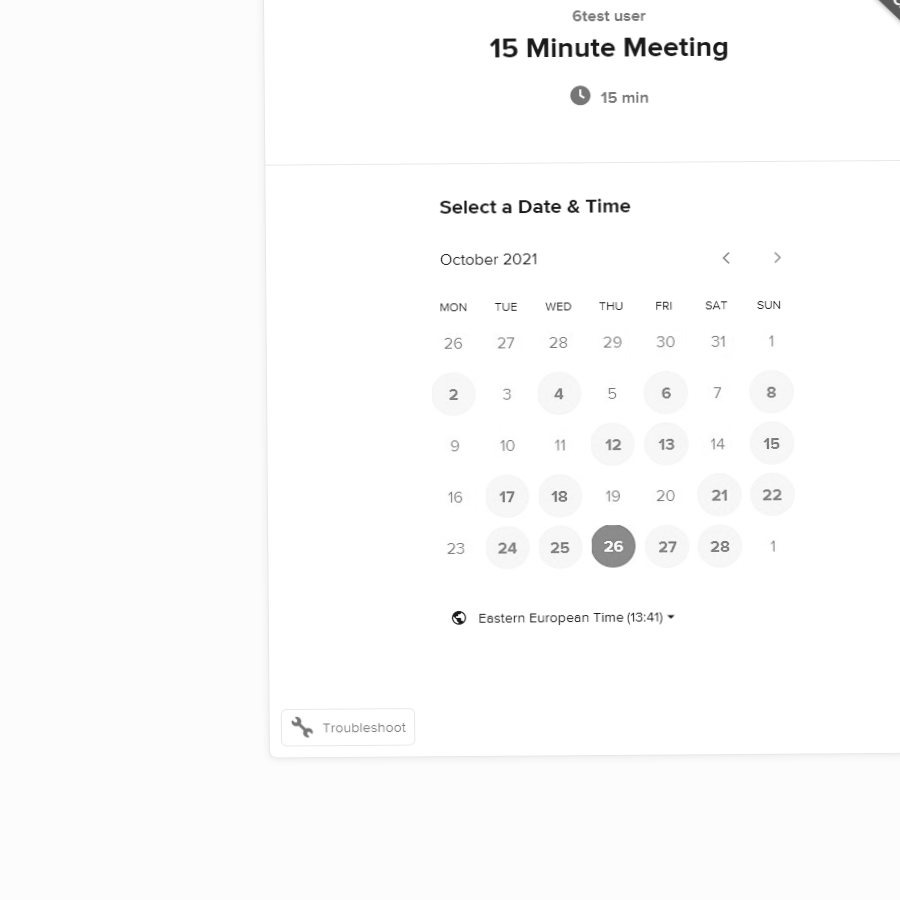 6test user
15 Minute Meeting
15 min
Select a Date & Time
October 2021
MON TUE WED THU FRI SAT SUN
26 27 28 29 30 31 1
2 3 4 5 6 7 8
9 10 11 12 13 14 15
16 17 18 19 20 21 22
23 24 25 26 27 28 1
Eastern European Time (13:41)
Troubleshoot